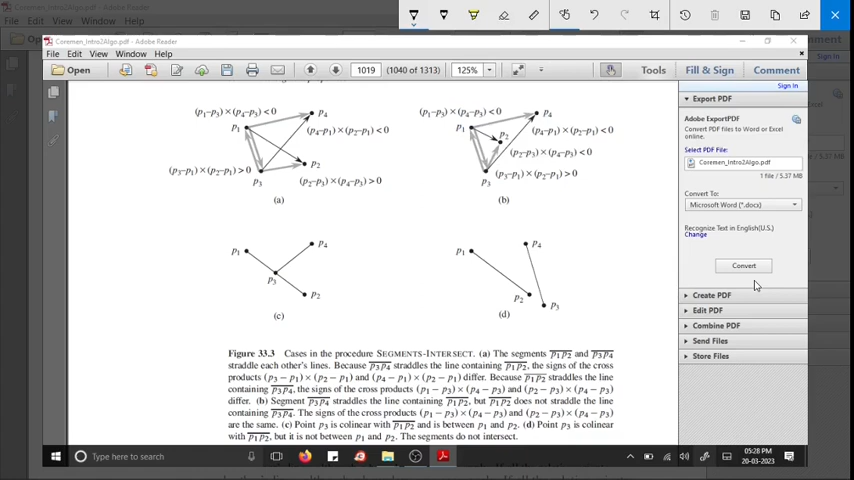 Coremen_Intro2Algo.pdf - Adobe Reader
File Edit View Window Help
Open 1019 (1040 of 1313) 125% Tools Fill & Sign Comment
Sign In
Export PDF
Adobe ExportPDF
Convert PDF files to Word or Excel online.
Select PDF File:
Coremen_Intro2Algo.pdf
1 file / 5.37 MB
Convert To:
Microsoft Word (*.docx)
Recognize Text in English(U.S.)
Change
Convert
Create PDF
Edit PDF
Combine PDF
Send Files
Store Files
(p1–p3) × (p4–p3) < 0
p4
p1
(p4–p1) × (p2–p1) < 0
p2
(p3–p1) × (p2–p1) > 0
p3
(p2–p3) × (p4–p3) > 0
(a)
(p1–p3) × (p4–p3) < 0
p4
p1
p2
(p4–p1) × (p2–p1) < 0
(p2–p3) × (p4–p3) < 0
p3
(p3–p1) × (p2–p1) > 0
(b)
p1
p4
p3
p2
(c)
p1
p4
p2
p3
(d)
Figure 33.3 Cases in the procedure SEGMENTS-INTERSECT. (a) The segments p1p2 and p3p4
straddle each other's lines. Because p3p4 straddles the line containing p1p2, the signs of the cross
products (p3 − p1) × (p2 − p1) and (p4 − p1) × (p2 − p1) differ. Because p1p2 straddles the line
containing p3p4, the signs of the cross products (p1 − p3) × (p4 − p3) and (p2 − p3) × (p4 − p3)
differ. (b) Segment p3p4 straddles the line containing p1p2, but p1p2 does not straddle the line
containing p3p4. The signs of the cross products (p1 − p3) × (p4 − p3) and (p2 − p3) × (p4 − p3)
are the same. (c) Point p3 is colinear with p1p2 and is between p1 and p2. (d) Point p3 is colinear
with p1p2, but it is not between p1 and p2. The segments do not intersect.
Type here to search
05:28 PM
20-03-2023